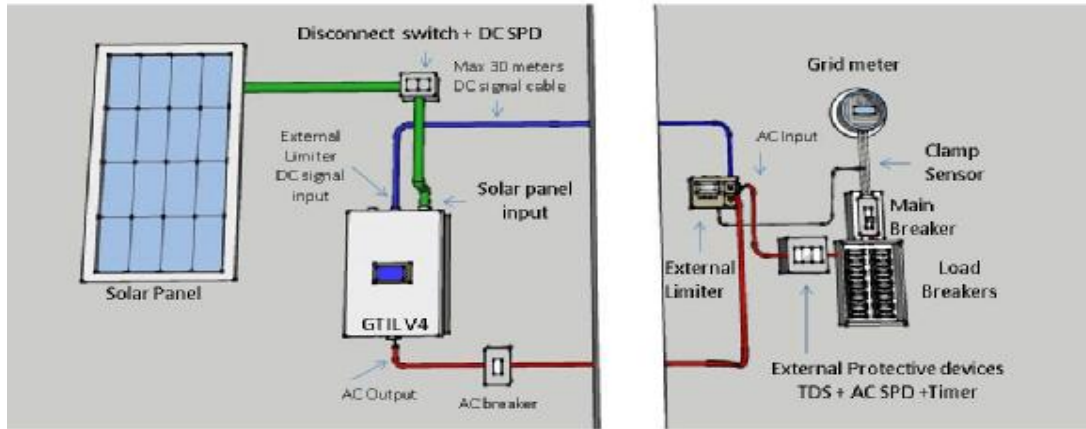 Disconnect switch + DC SPD
Max 30 meters
DC signal cable
External
Limiter
DC signal
input
Solar panel
input
Solar Panel
GTIL V4
AC Output
AC breaker
Grid meter
AC Input
Clamp
Sensor
Main
Breaker
External
Limiter
Load
Breakers
External Protective devices
TDS + AC SPD +Timer